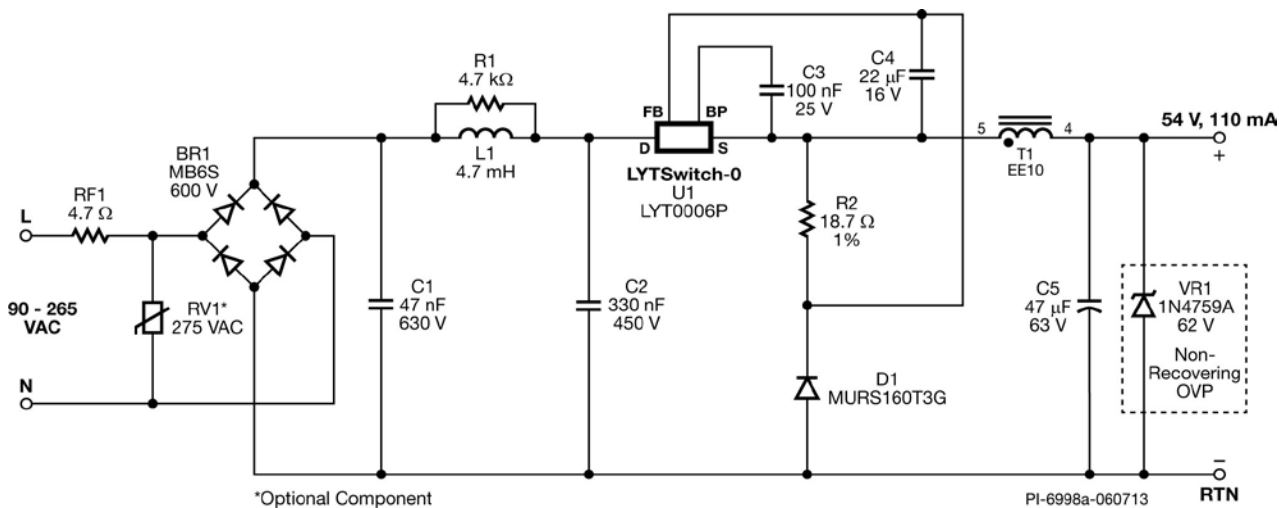 R1
4.7 kΩ
L1
4.7 mH
FB
BP
D
S
LYTSwitch-0
U1
LYT0006P
C3
100 nF
25 V
C4
22 μF
16 V
5
4
T1
EE10
54 V, 110 mA
+
BR1
MB6S
600 V
RF1
4.7 Ω
L
90 - 265
VAC
RV1*
275 VAC
N
C1
47 nF
630 V
C2
330 nF
450 V
R2
18.7 Ω
1%
D1
MURS160T3G
C5
47 μF
63 V
VR1
1N4759A
62 V
Non-
Recovering
OVP
–
RTN
*Optional Component
PI-6998a-060713